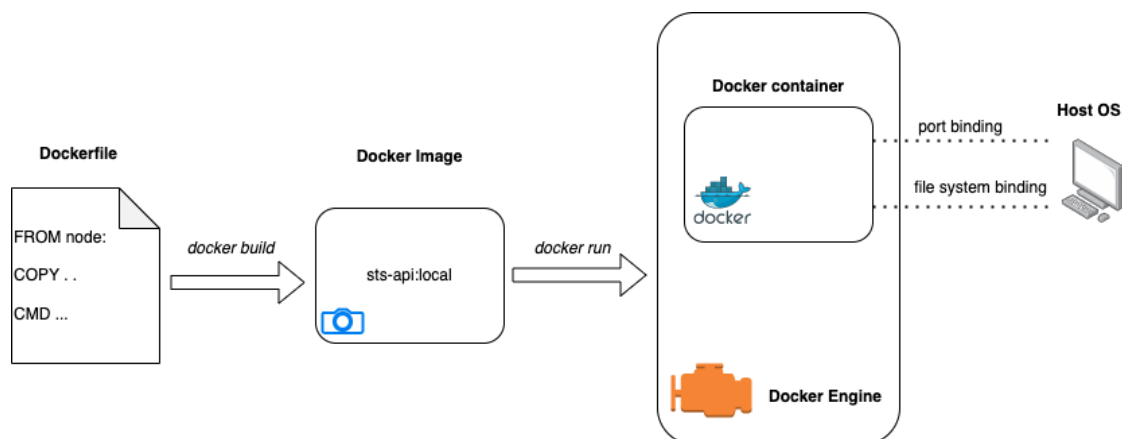 Dockerfile
FROM node:
COPY . .
CMD ...
docker build
Docker Image
sts-api:local
docker run
Docker container
docker
Docker Engine
port binding
file system binding
Host OS